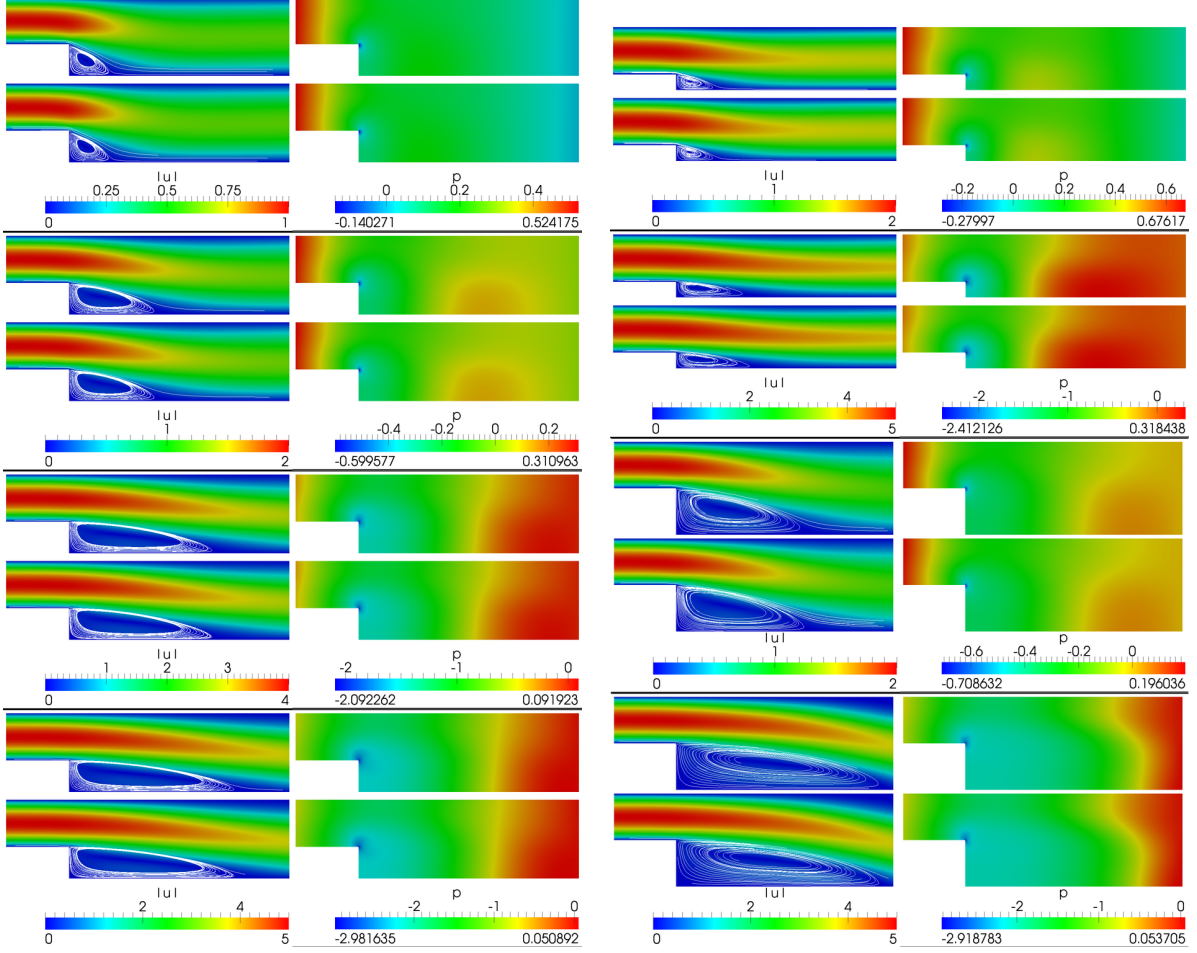 |u| p
0.25 0.5 0.75 0 0.2 0.4
0 1 -0.140271 0.524175
|u| p
1 -0.4 -0.2 0 0.2
0 2 -0.599577 0.310963
|u| p
1 2 3 -2 -1 0
0 4 -2.092262 0.091923
|u| p
2 4 -2 -1 0
0 5 -2.981635 0.050892
|u| p
1 -0.2 0 0.2 0.4 0.6
0 2 -0.27997 0.67617
|u| p
2 4 -2 -1 0
0 5 -2.412126 0.318438
|u| p
1 -0.6 -0.4 -0.2 0
0 2 -0.708632 0.196036
|u| p
2 4 -2 -1 0
0 5 -2.918783 0.053705